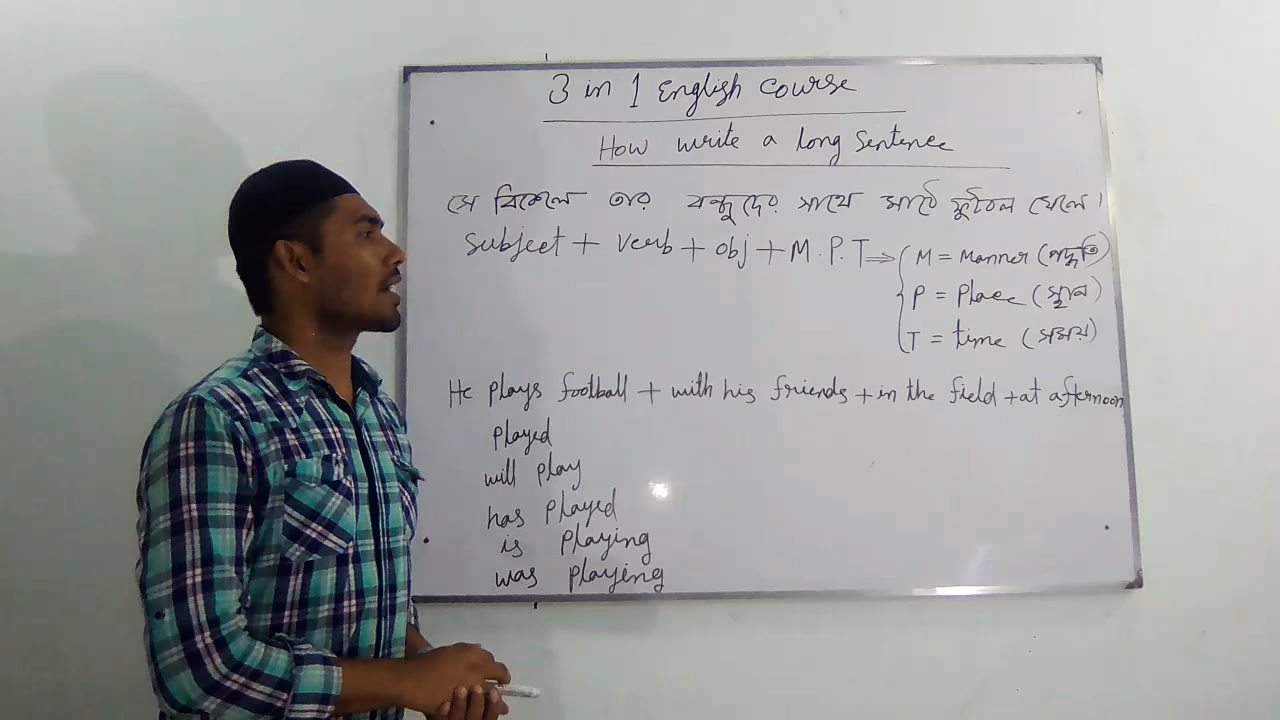 3 in 1 English course
How write a long Sentence
সে বিকেলে তার বন্ধুদের সাথে মাঠে ফুটবল খেলে।
Subject + Verb + obj + M. P. T ⇒ { M = Manner (পদ্ধতি)
P = Place (স্থান)
T = time (সময়)
He plays football + with his friends + in the field + at afternoon
played
will play
has played
is playing
was playing